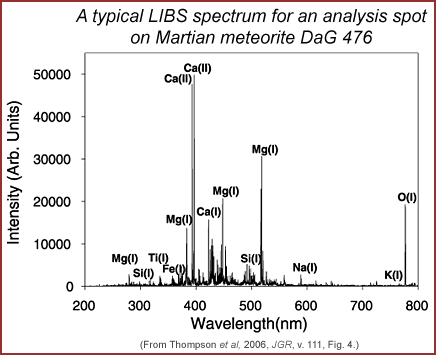 A typical LIBS spectrum for an analysis spot
on Martian meteorite DaG 476
Intensity (Arb. Units)
50000
40000
30000
20000
10000
0
Ca(II)
Ca(II)
Mg(I)
Mg(I)
O(I)
Mg(I)
Ca(I)
Mg(I)
Si(I)
Ti(I)
Fe(I)
Si(I)
Na(I)
K(I)
200 300 400 500 600 700 800
Wavelength(nm)
(From Thompson et al, 2006, JGR, v. 111, Fig. 4.)